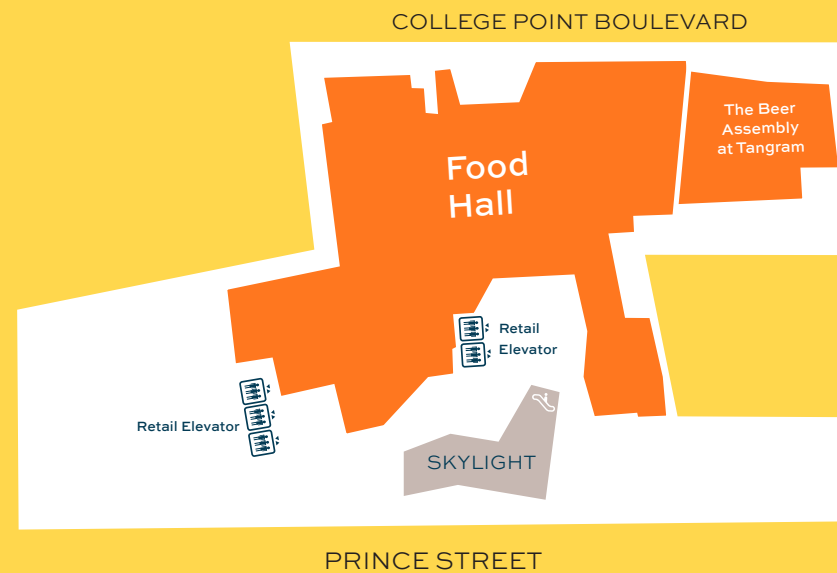 COLLEGE POINT BOULEVARD
The Beer
Assembly
at Tangram
Food
Hall
Retail
Elevator
Retail Elevator
SKYLIGHT
PRINCE STREET